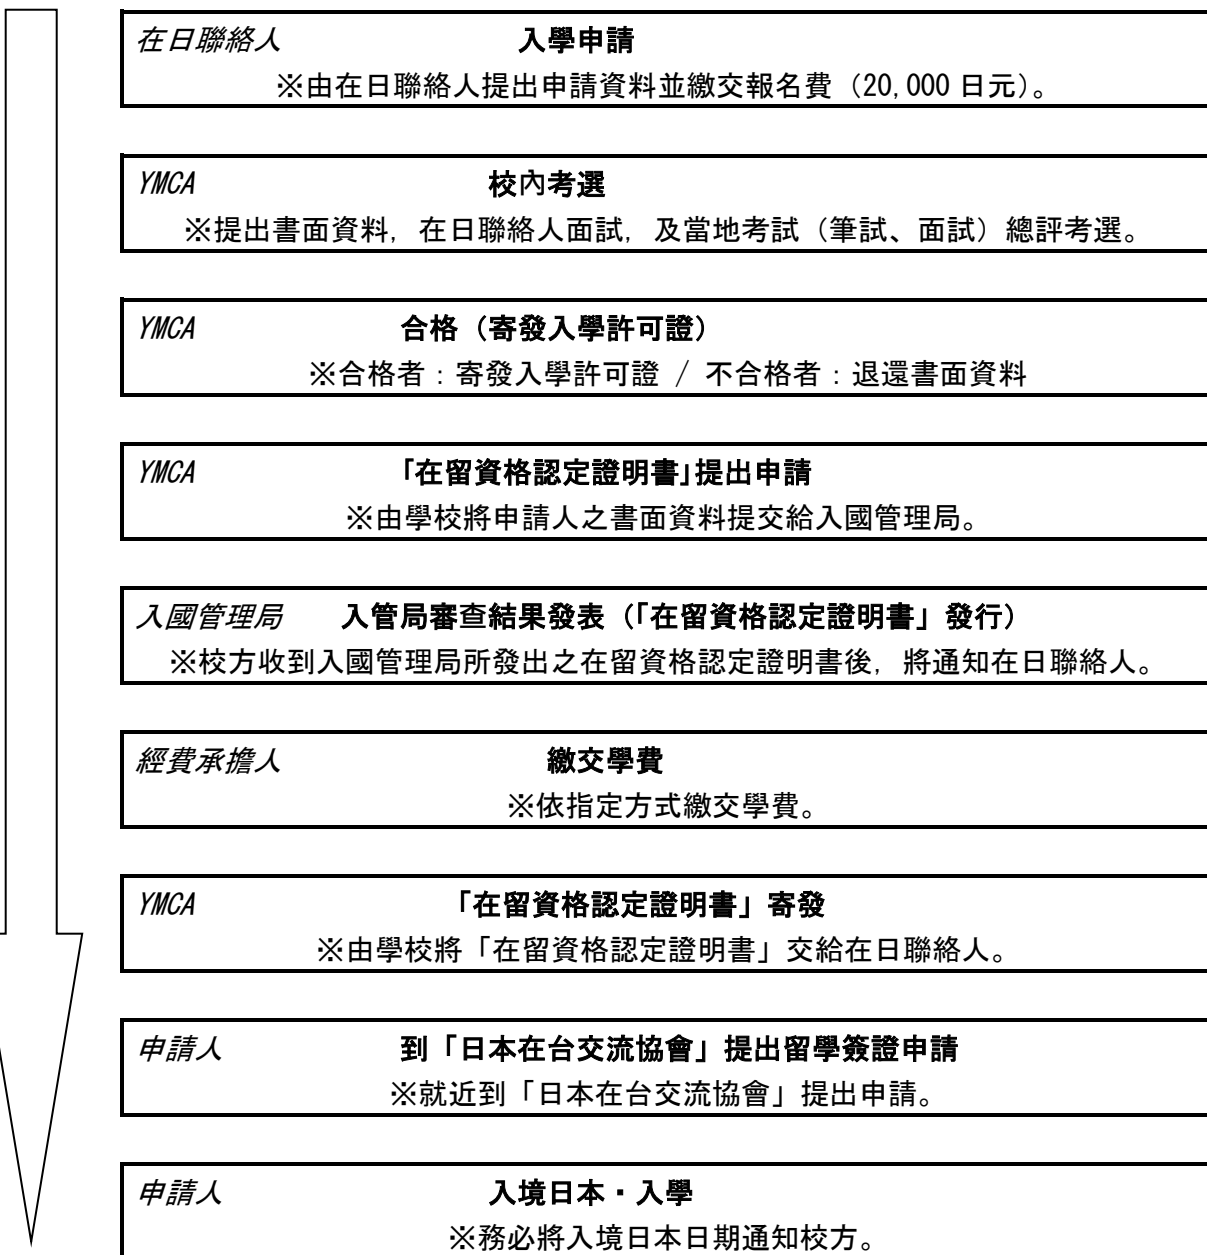 在日聯絡人 入學申請
※由在日聯絡人提出申請資料並繳交報名費（20,000 日元）。
YMCA 校內考選
※提出書面資料，在日聯絡人面試，及當地考試（筆試、面試）總評考選。
YMCA 合格（寄發入學許可證）
※合格者：寄發入學許可證 / 不合格者：退還書面資料
YMCA 「在留資格認定證明書」提出申請
※由學校將申請人之書面資料提交給入國管理局。
入國管理局 入管局審查結果發表（「在留資格認定證明書」發行）
※校方收到入國管理局所發出之在留資格認定證明書後，將通知在日聯絡人。
經費承擔人 繳交學費
※依指定方式繳交學費。
YMCA 「在留資格認定證明書」寄發
※由學校將「在留資格認定證明書」交給在日聯絡人。
申請人 到「日本在台交流協會」提出留學簽證申請
※就近到「日本在台交流協會」提出申請。
申請人 入境日本・入學
※務必將入境日本日期通知校方。